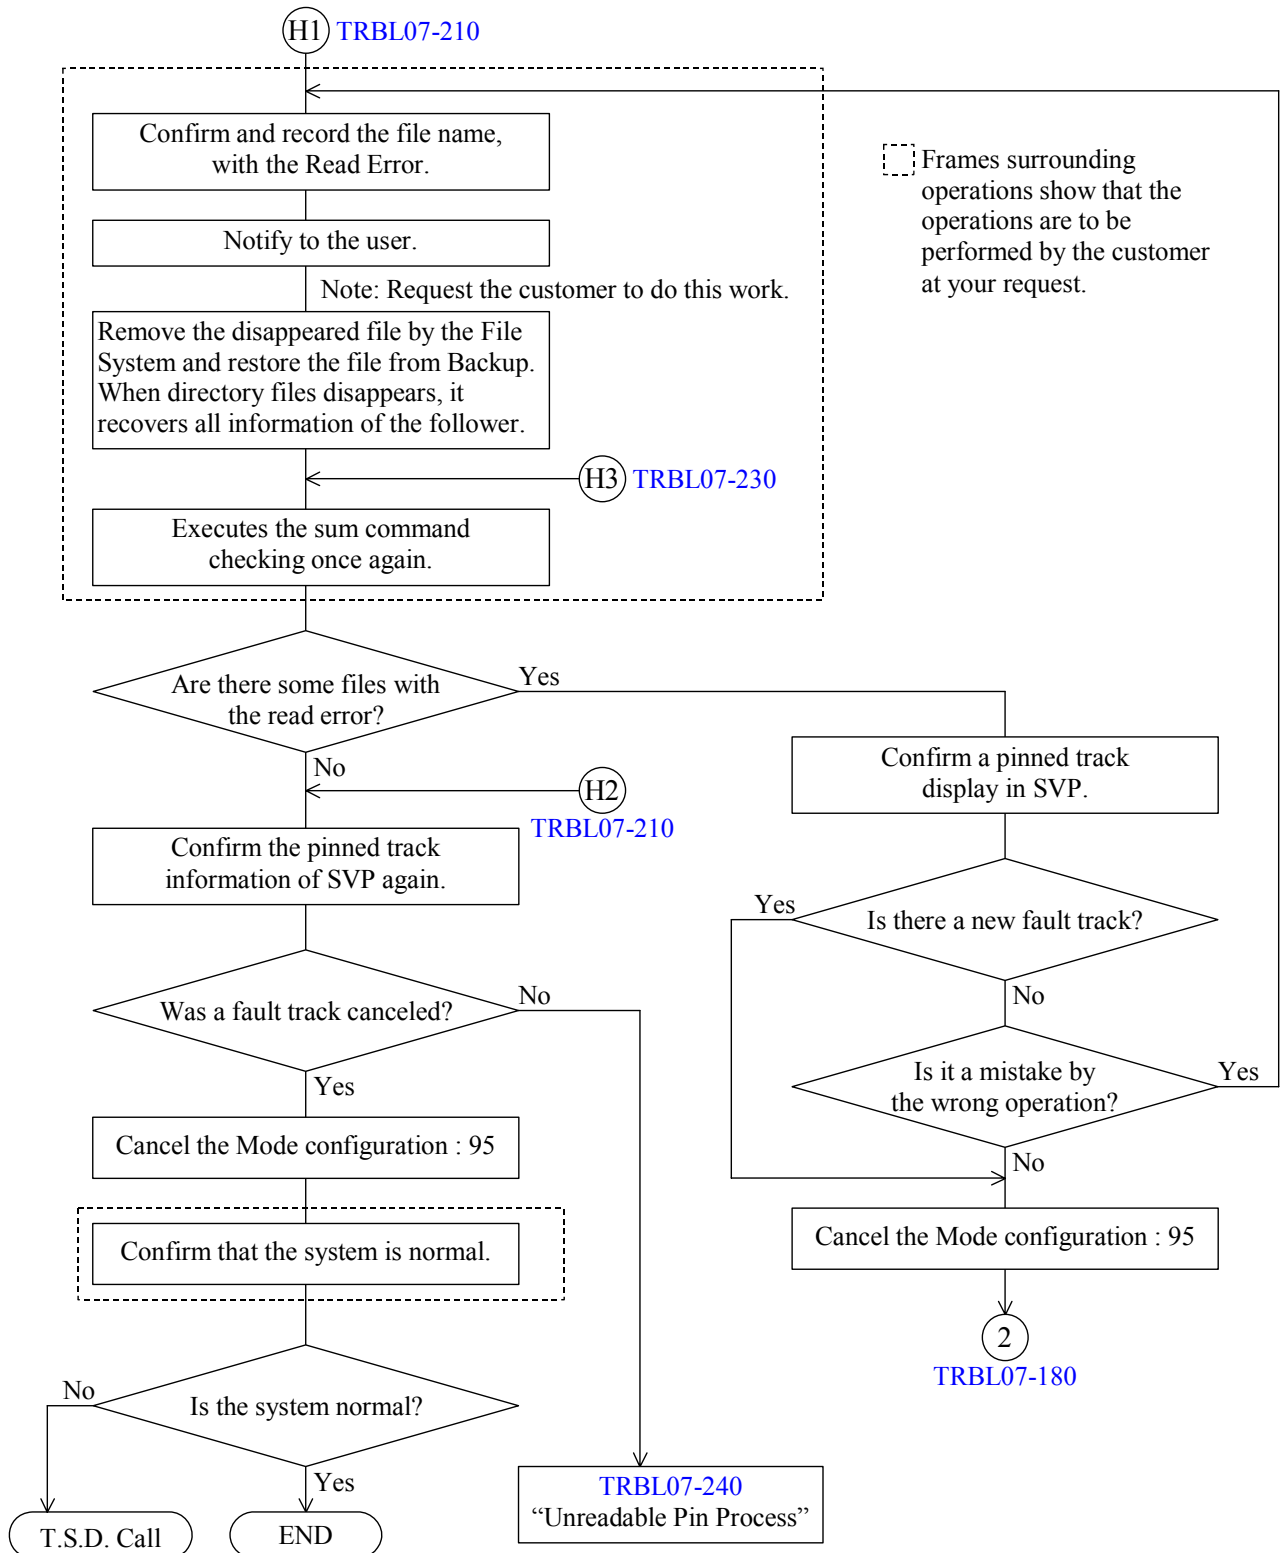 H1 TRBL07-210
Confirm and record the file name,
with the Read Error.
Frames surrounding
operations show that the
operations are to be
performed by the customer
at your request.
Notify to the user.
Note: Request the customer to do this work.
Remove the disappeared file by the File
System and restore the file from Backup.
When directory files disappears, it
recovers all information of the follower.
H3 TRBL07-230
Executes the sum command
checking once again.
Are there some files with
the read error?
Yes
No
Confirm a pinned track
display in SVP.
H2
TRBL07-210
Confirm the pinned track
information of SVP again.
Is there a new fault track?
Yes
No
Was a fault track canceled?
No
Yes
Is it a mistake by
the wrong operation?
Yes
No
Cancel the Mode configuration : 95
Confirm that the system is normal.
Cancel the Mode configuration : 95
2
TRBL07-180
Is the system normal?
No
Yes
TRBL07-240
“Unreadable Pin Process”
T.S.D. Call
END